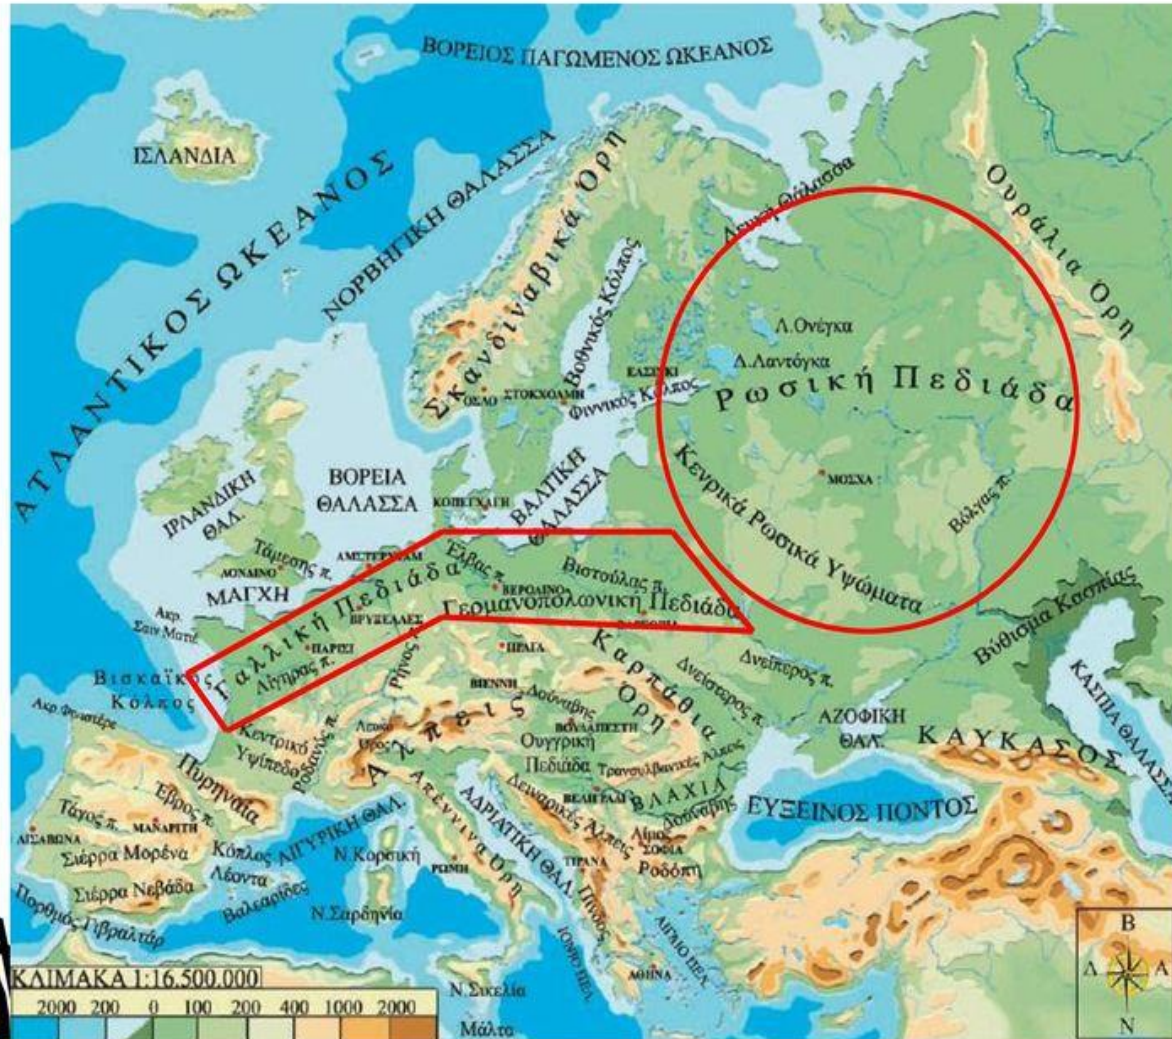 ΒΟΡΕΙΟΣ ΠΑΓΩΜΕΝΟΣ ΩΚΕΑΝΟΣ
ΙΣΛΑΝΔΙΑ
ΑΤΛΑΝΤΙΚΟΣ ΩΚΕΑΝΟΣ
ΝΟΡΒΗΓΙΚΗ ΘΑΛΑΣΣΑ
Σκανδιναβικά Όρη
Λευκή Θάλασσα
Ουράλια Όρη
Βοθνικός Κόλπος
Λ.Ονέγκα
Λ.Λαντόγκα
ΕΛΣΙΝΚΙ
Ρωσική Πεδιάδα
ΟΣΛΟ
ΣΤΟΚΧΟΛΜΗ
Φιννικός Κόλπος
ΒΟΡΕΙΑ
ΘΑΛΑΣΣΑ
ΚΟΠΕΓΧΑΓΗ
ΒΑΛΤΙΚΗ
ΘΑΛΑΣΣΑ
ΜΟΣΧΑ
Κενρικά Ρωσικά Υψώματα
Βόλγας π.
ΙΡΛΑΝΔΙΚΗ
ΘΑΛ.
Τάμεσης π.
ΛΟΝΔΙΝΟ
ΜΑΓΧΗ
ΑΜΣΤΕΡΝΤΑΜ
Έλβας π.
ΒΕΡΟΛΙΝΟ
Βιστούλας π.
Γερμανοπολωνική Πεδιάδα
Γαλλική Πεδιάδα
ΒΡΥΞΕΛΛΕΣ
ΠΑΡΙΣΙ
Λίγηρας π.
Ρήνος π.
ΠΡΑΓΑ
Ακρ.
Σαιν Ματιέ
Βισκαϊκός
Κόλπος
Ακρ.Φινιστέρε
Καρπάθια
Όρη
Δνείστερος π.
Δνείπερος π.
Βύθισμα Κασπίας
ΚΑΣΠΙΑ ΘΑΛΑΣΣΑ
ΒΙΕΝΝΗ
Δούναβης
ΒΟΥΔΑΠΕΣΤΗ
Ουγγρική
Πεδιάδα
Τρανσυλβανικές Άλπεις
ΑΖΟΦΙΚΗ
ΘΑΛ.
ΚΑΥΚΑΣΟΣ
Κεντρικό
Υψίπεδο
Ροδανός π.
Λευκό
Όρος
Άλπεις
Πυρηναία
Έβρος π.
Τάγος π.
ΜΑΝΔΡΙΤΗ
ΛΙΣΑΒΩΝΑ
Σιέρρα Μορένα
Σιέρρα Νεβάδα
Πορθμός Γιβραλτάρ
Κόπλος
Λέοντα
Βαλεαρίδες
ΛΙΓΥΡΙΚΗ ΘΑΛ.
Ν.Κορσική
Ν.Σαρδηνία
Απέννινα Όρη
ΡΩΜΗ
ΑΔΡΙΑΤΙΚΗ ΘΑΛ.
Δειναρικές Άλπεις
ΒΕΛΙΓΡΑΔΙ
ΒΛΑΧΙΑ
Δούναβης
Αίμος
ΣΟΦΙΑ
Ροδόπη
ΤΙΡΑΝΑ
Πίνδος
ΕΥΞΕΙΝΟΣ ΠΟΝΤΟΣ
ΙΟΝΙΟ ΠΕΛ.
ΑΙΓΑΙΟ ΠΕΛ.
ΑΘΗΝΑ
Ν.Σικελία
Μάλτα
ΚΛΙΜΑΚΑ 1:16.500.000
2000 200 0 100 200 400 1000 2000
Β
Δ Α
Ν